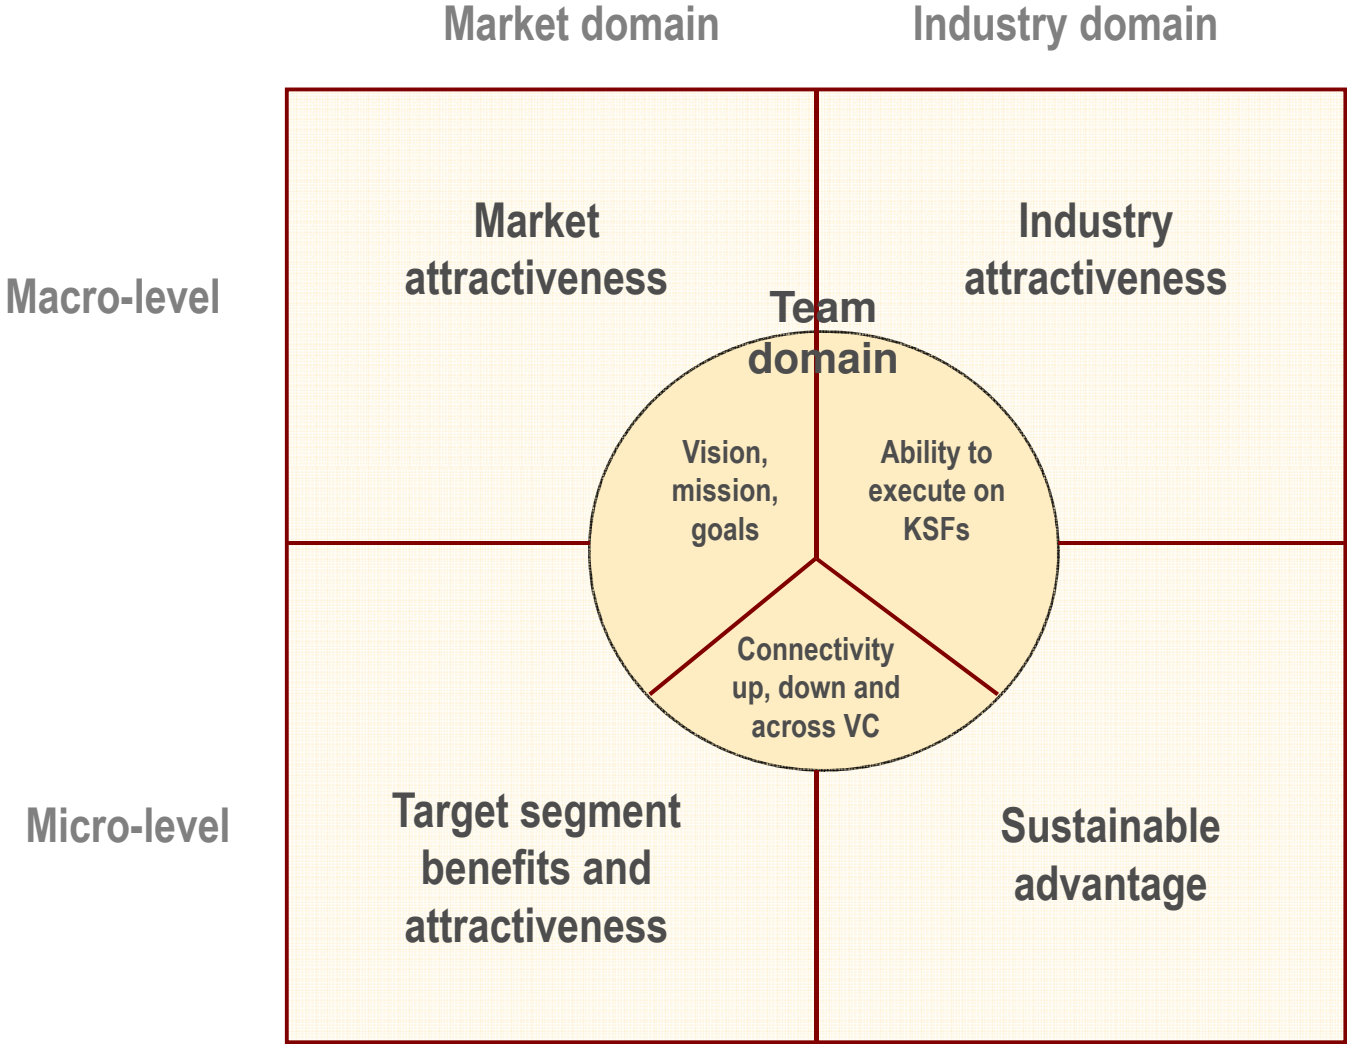 Market domain
Industry domain
Macro-level
Market
attractiveness
Industry
attractiveness
Team
domain
Vision,
mission,
goals
Ability to
execute on
KSFs
Connectivity
up, down and
across VC
Micro-level
Target segment
benefits and
attractiveness
Sustainable
advantage